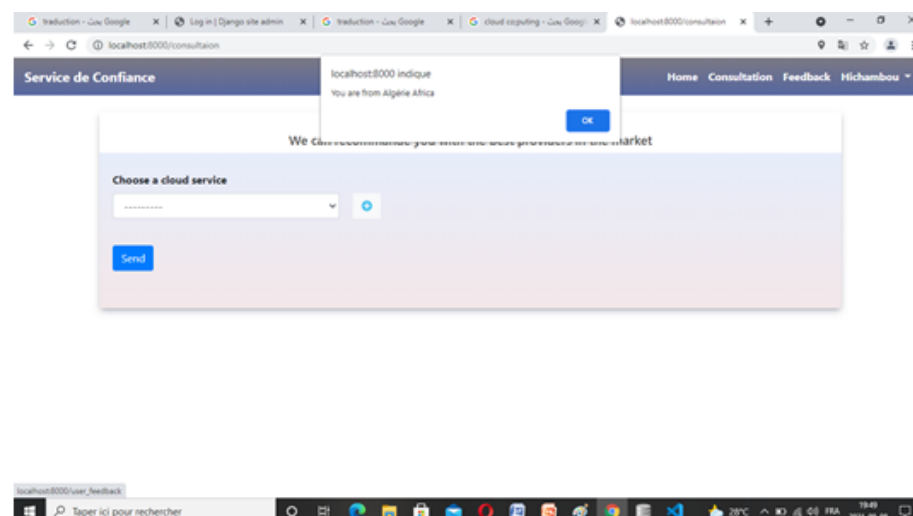 traduction - بحث Google
Log in | Django site admin
traduction - بحث Google
cloud coputing - بحث Googl
localhost:8000/consultaion
localhost:8000/consultaion
Service de Confiance
Home Consultation Feedback Hichambou
localhost:8000 indique
You are from Algérie Africa
OK
We can recommande you with the best providers in the market
Choose a cloud service
---------
Send
localhost:8000/user_feedback
Taper ici pour rechercher
28°C
FRA
19:49